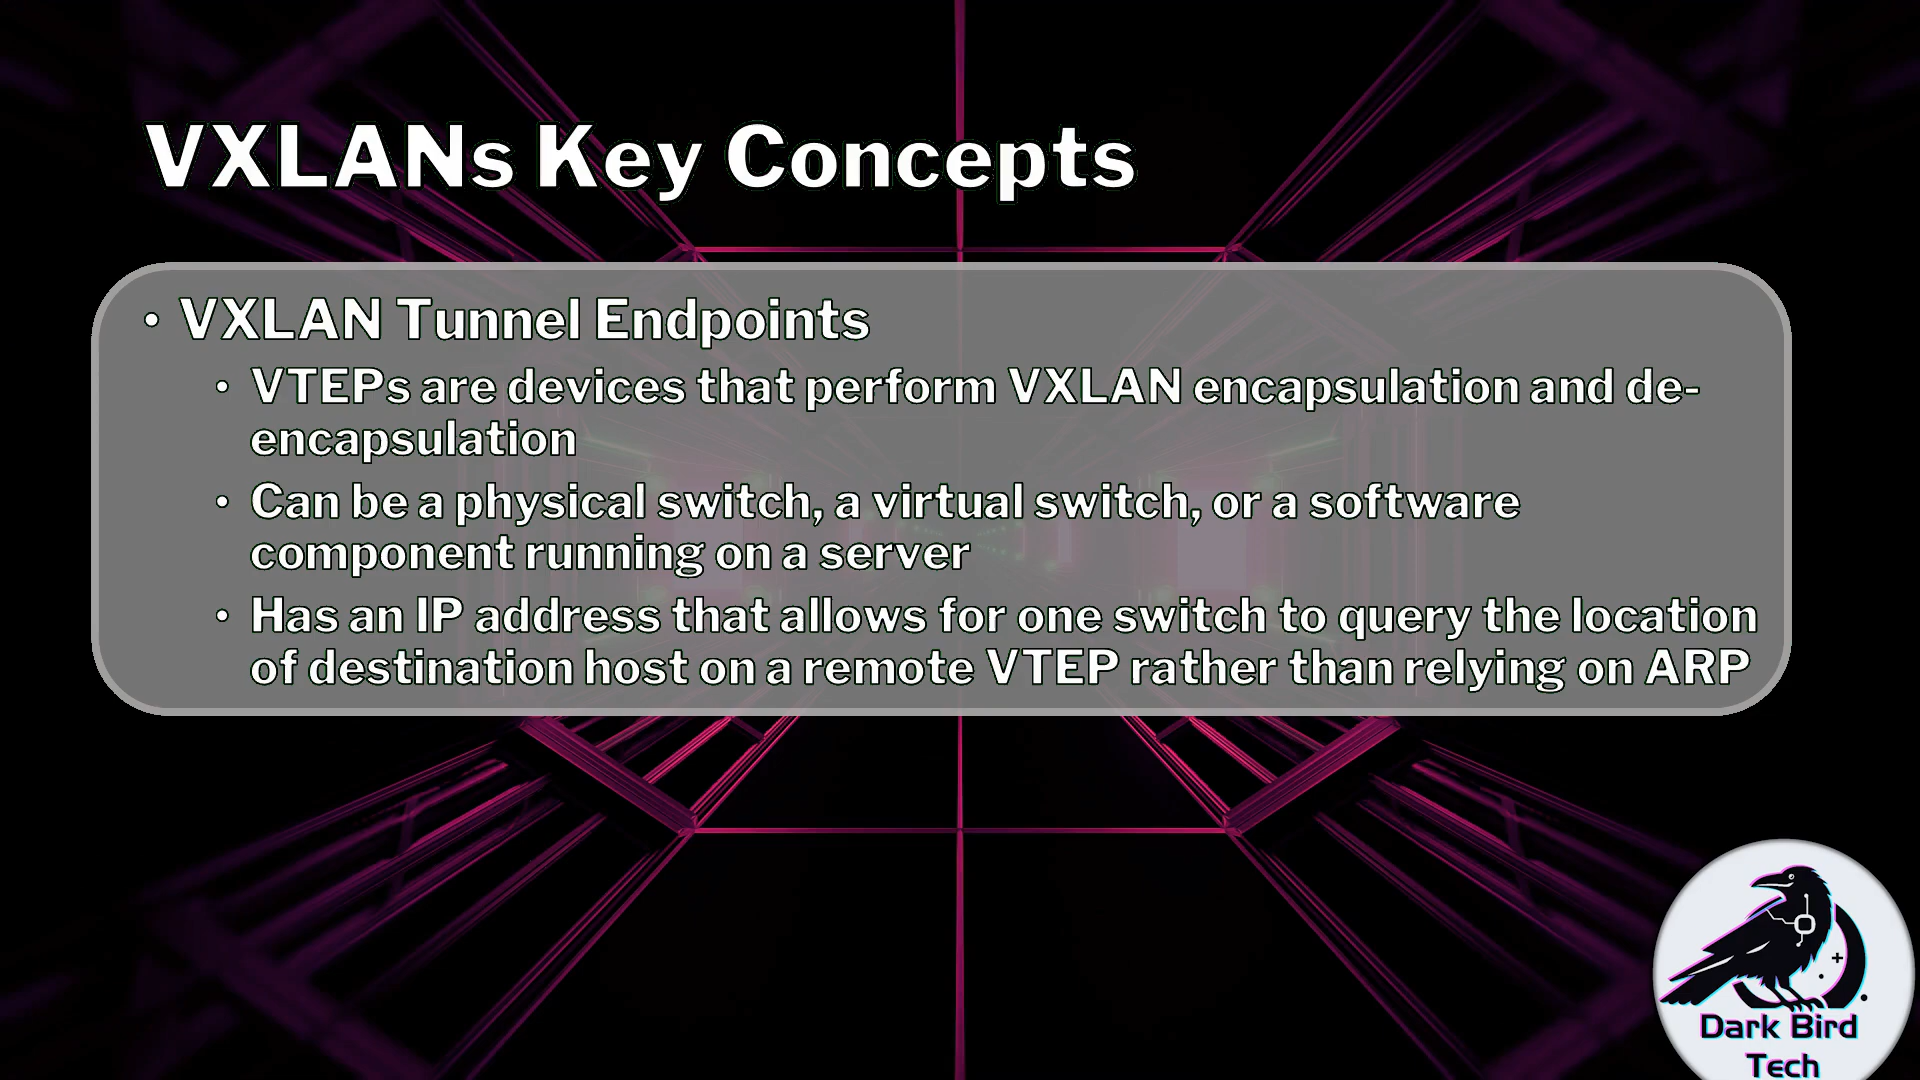 VXLANs Key Concepts
• VXLAN Tunnel Endpoints
• VTEPs are devices that perform VXLAN encapsulation and de-
encapsulation
• Can be a physical switch, a virtual switch, or a software
component running on a server
• Has an IP address that allows for one switch to query the location
of destination host on a remote VTEP rather than relying on ARP
Dark Bird
Tech